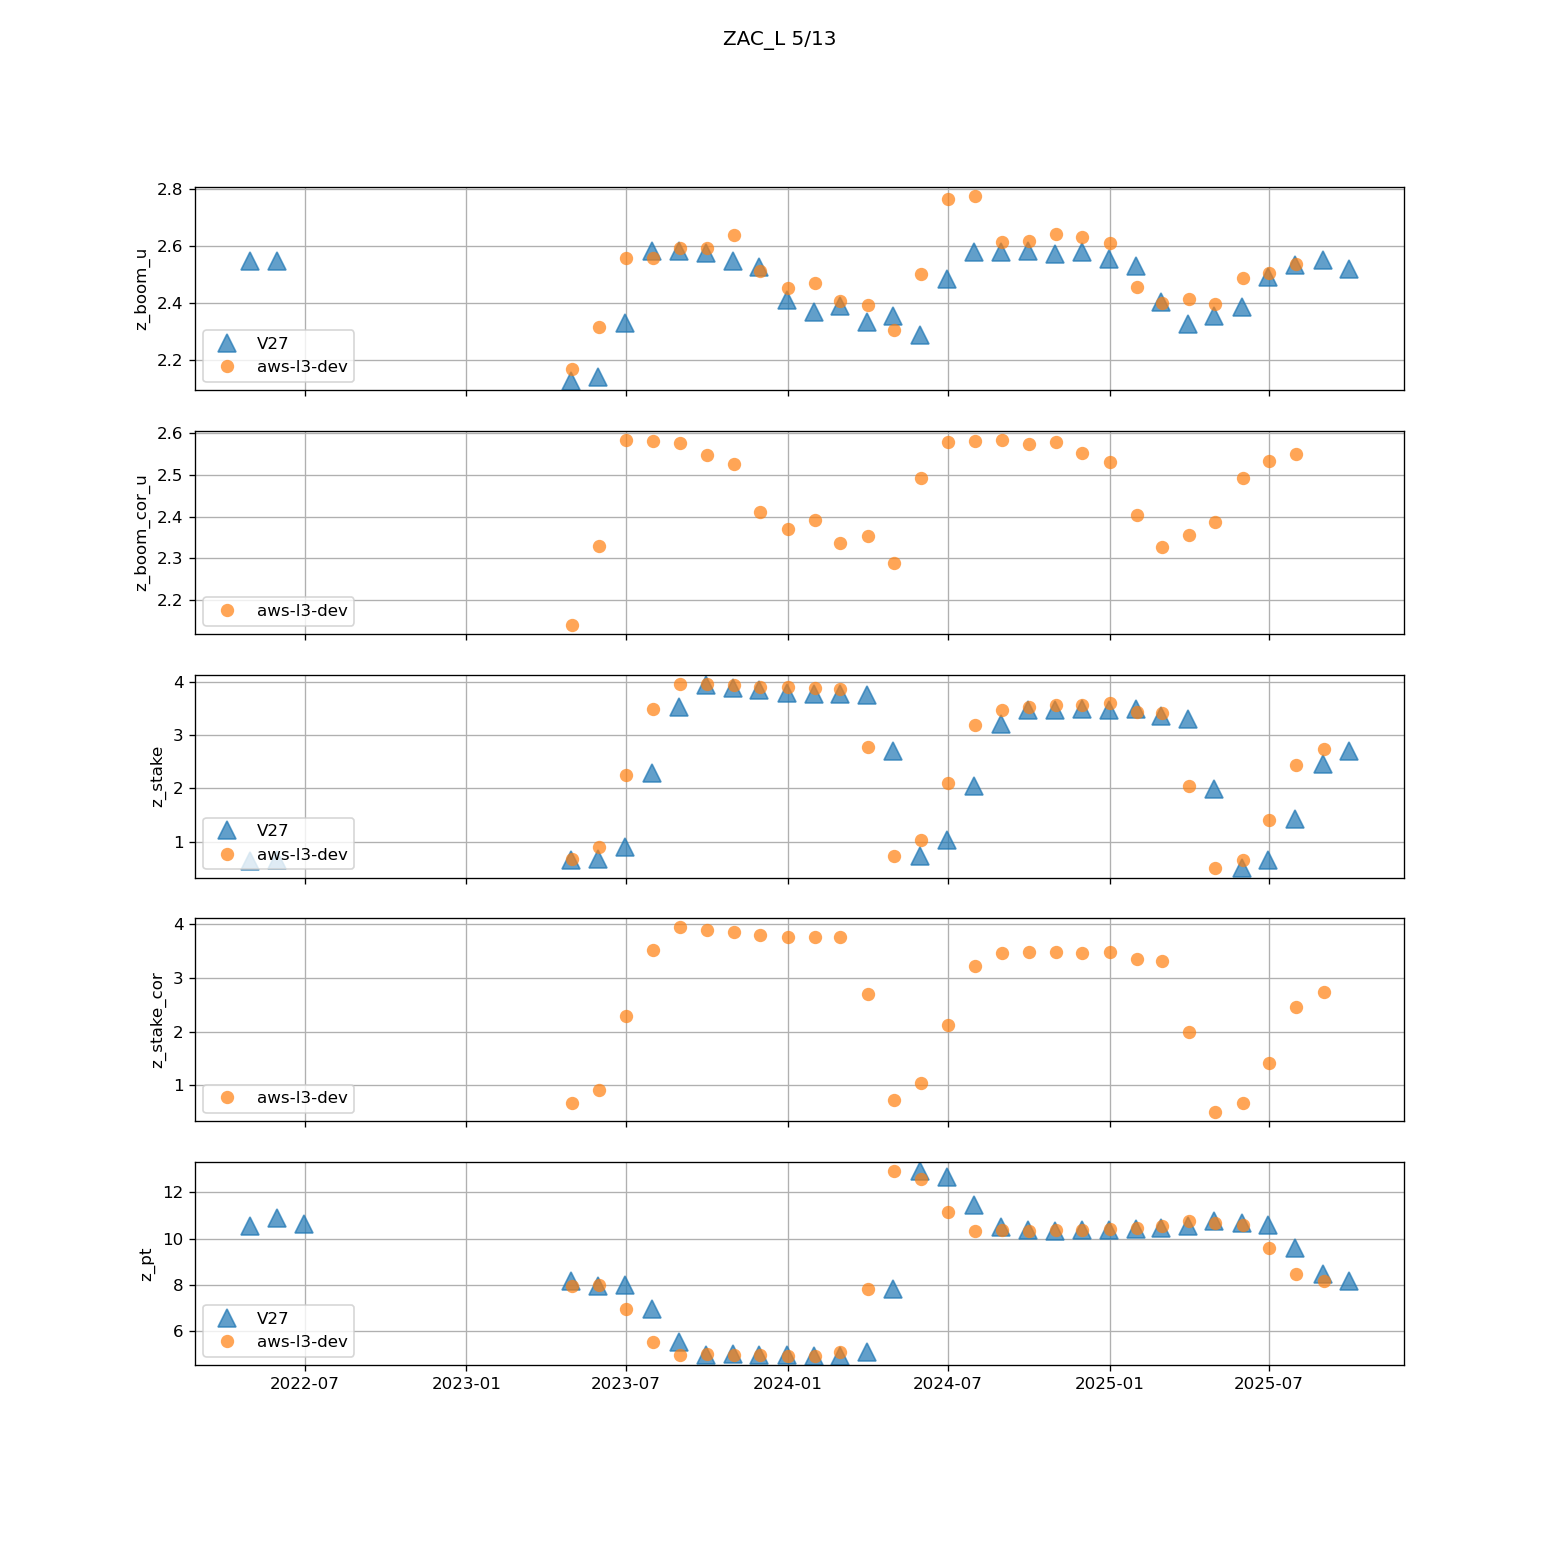 ZAC_L 5/13
2.8
2.6
2.4
2.2
z_boom_u
V27
aws-l3-dev
2.6
2.5
2.4
2.3
2.2
z_boom_cor_u
aws-l3-dev
4
3
2
1
z_stake
V27
aws-l3-dev
4
3
2
1
z_stake_cor
aws-l3-dev
12
10
8
6
z_pt
V27
aws-l3-dev
2022-07
2023-01
2023-07
2024-01
2024-07
2025-01
2025-07